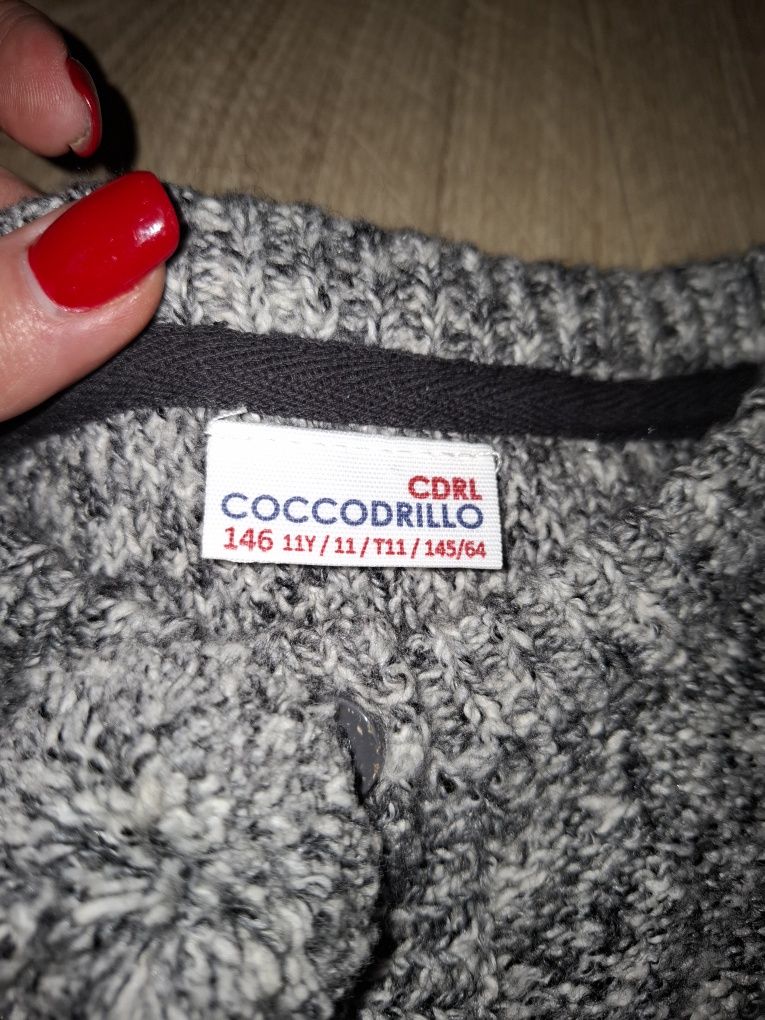 CDRL
COCCODRILLO
146 11Y / 11 / T11 / 145/64